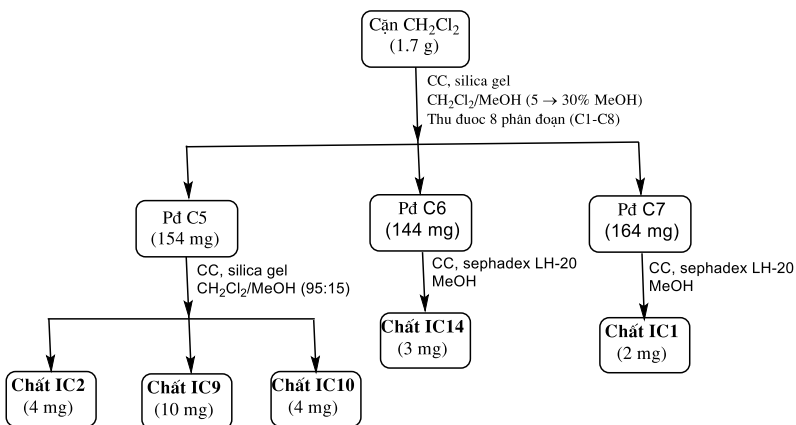 Cặn CH₂Cl₂
(1.7 g)
CC, silica gel
CH₂Cl₂/MeOH (5 → 30% MeOH)
Thu đuoc 8 phân đoạn (C1-C8)
Pđ C5
(154 mg)
Pđ C6
(144 mg)
Pđ C7
(164 mg)
CC, silica gel
CH₂Cl₂/MeOH (95:15)
CC, sephadex LH-20
MeOH
CC, sephadex LH-20
MeOH
Chất IC14
(3 mg)
Chất IC1
(2 mg)
Chất IC2
(4 mg)
Chất IC9
(10 mg)
Chất IC10
(4 mg)